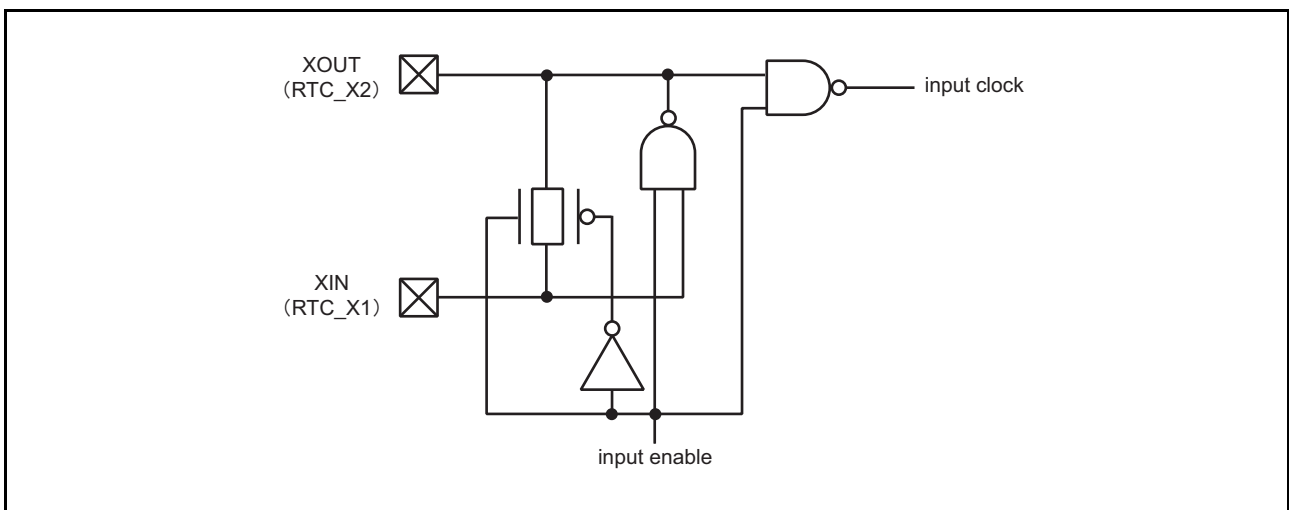 XOUT
（RTC_X2）
input clock
XIN
（RTC_X1）
input enable